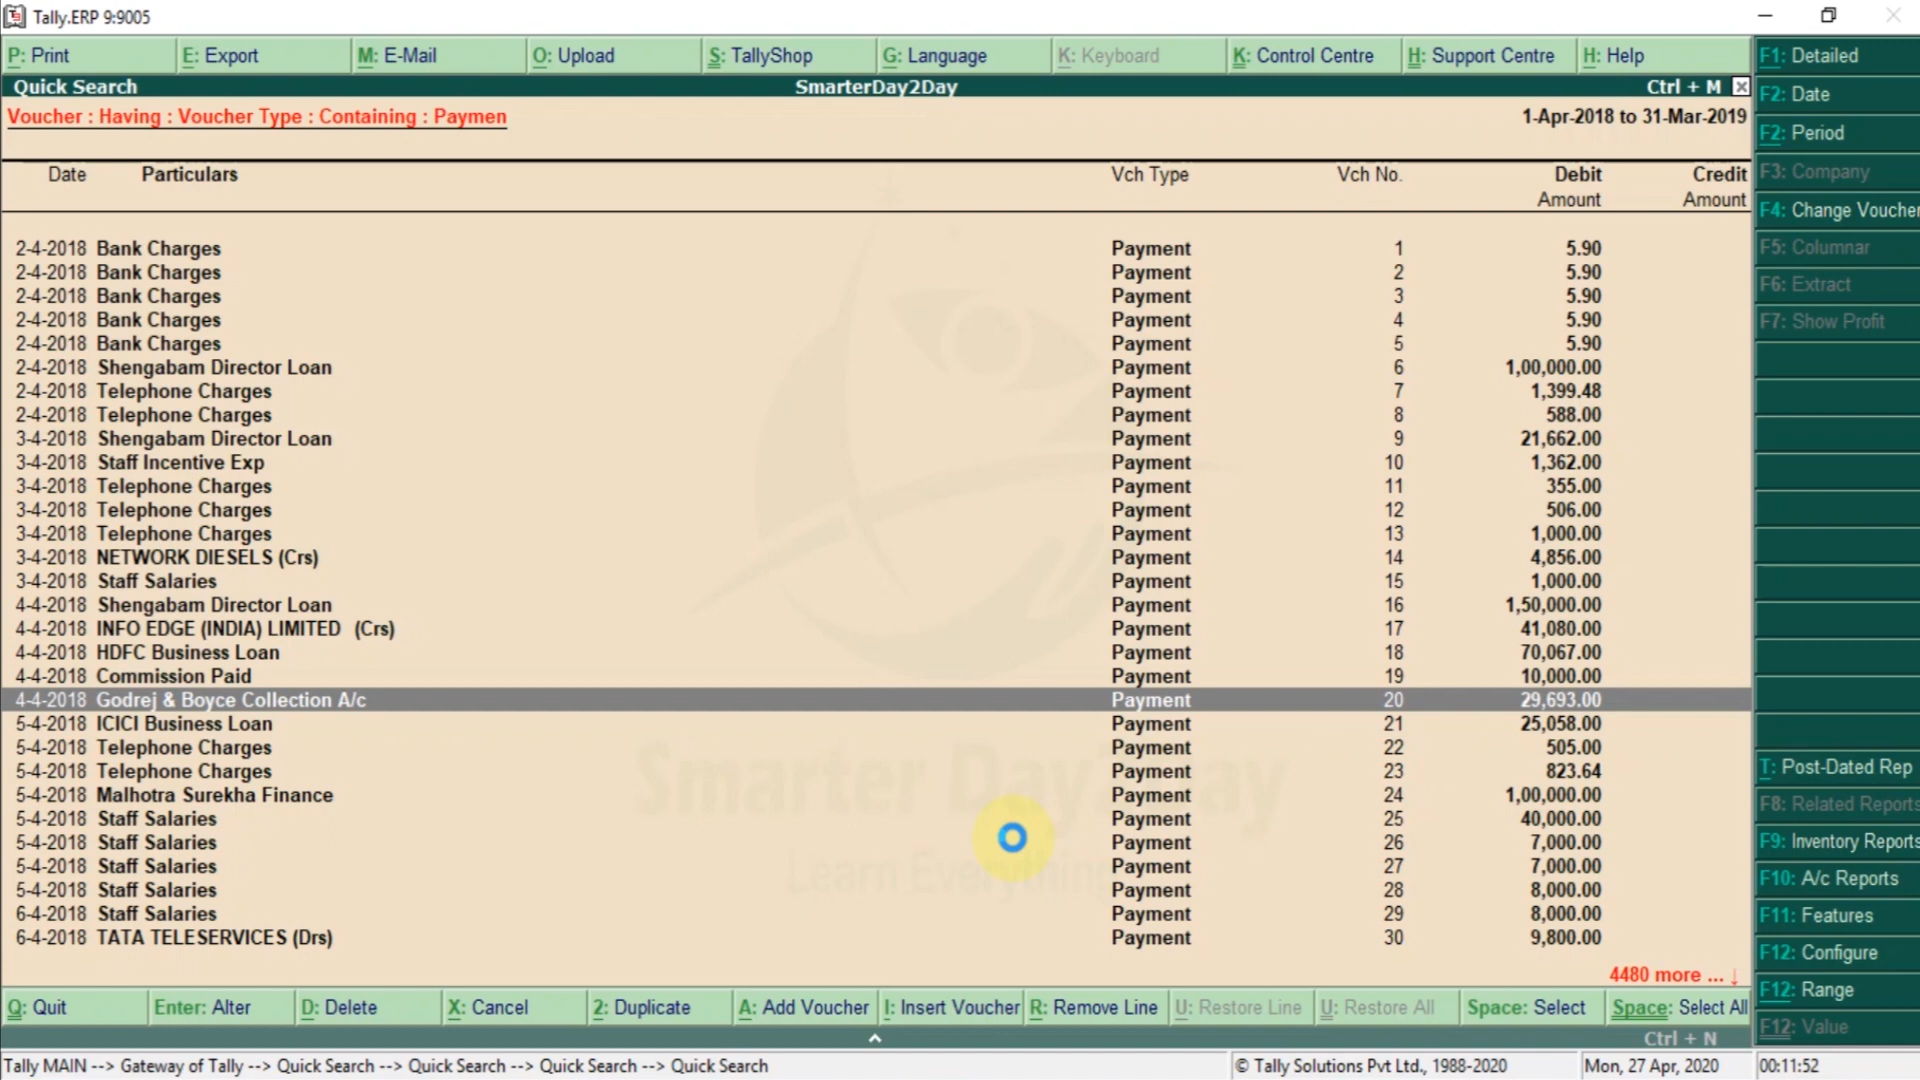 Tally.ERP 9:9005
P: Print E: Export M: E-Mail O: Upload S: TallyShop G: Language K: Keyboard K: Control Centre H: Support Centre H: Help
Quick Search SmarterDay2Day Ctrl + M
Voucher : Having : Voucher Type : Containing : Paymen 1-Apr-2018 to 31-Mar-2019
Date Particulars Vch Type Vch No. Debit Credit
Amount Amount
2-4-2018 Bank Charges Payment 1 5.90
2-4-2018 Bank Charges Payment 2 5.90
2-4-2018 Bank Charges Payment 3 5.90
2-4-2018 Bank Charges Payment 4 5.90
2-4-2018 Bank Charges Payment 5 5.90
2-4-2018 Shengabam Director Loan Payment 6 1,00,000.00
2-4-2018 Telephone Charges Payment 7 1,399.48
2-4-2018 Telephone Charges Payment 8 588.00
3-4-2018 Shengabam Director Loan Payment 9 21,662.00
3-4-2018 Staff Incentive Exp Payment 10 1,362.00
3-4-2018 Telephone Charges Payment 11 355.00
3-4-2018 Telephone Charges Payment 12 506.00
3-4-2018 Telephone Charges Payment 13 1,000.00
3-4-2018 NETWORK DIESELS (Crs) Payment 14 4,856.00
3-4-2018 Staff Salaries Payment 15 1,000.00
4-4-2018 Shengabam Director Loan Payment 16 1,50,000.00
4-4-2018 INFO EDGE (INDIA) LIMITED (Crs) Payment 17 41,080.00
4-4-2018 HDFC Business Loan Payment 18 70,067.00
4-4-2018 Commission Paid Payment 19 10,000.00
4-4-2018 Godrej & Boyce Collection A/c Payment 20 29,693.00
5-4-2018 ICICI Business Loan Payment 21 25,058.00
5-4-2018 Telephone Charges Payment 22 505.00
5-4-2018 Telephone Charges Payment 23 823.64
5-4-2018 Malhotra Surekha Finance Payment 24 1,00,000.00
5-4-2018 Staff Salaries Payment 25 40,000.00
5-4-2018 Staff Salaries Payment 26 7,000.00
5-4-2018 Staff Salaries Payment 27 7,000.00
5-4-2018 Staff Salaries Payment 28 8,000.00
6-4-2018 Staff Salaries Payment 29 8,000.00
6-4-2018 TATA TELESERVICES (Drs) Payment 30 9,800.00
4480 more ... ↓
Smarter Day2Day
Learn Everything
Q: Quit Enter: Alter D: Delete X: Cancel 2: Duplicate A: Add Voucher I: Insert Voucher R: Remove Line U: Restore Line U: Restore All Space: Select Space: Select All
Ctrl + N
Tally MAIN --> Gateway of Tally --> Quick Search --> Quick Search --> Quick Search --> Quick Search © Tally Solutions Pvt Ltd., 1988-2020 Mon, 27 Apr, 2020 00:11:52
F1: Detailed
F2: Date
F2: Period
F3: Company
F4: Change Voucher
F5: Columnar
F6: Extract
F7: Show Profit
T: Post-Dated Rep
F8: Related Reports
F9: Inventory Reports
F10: A/c Reports
F11: Features
F12: Configure
F12: Range
F12: Value